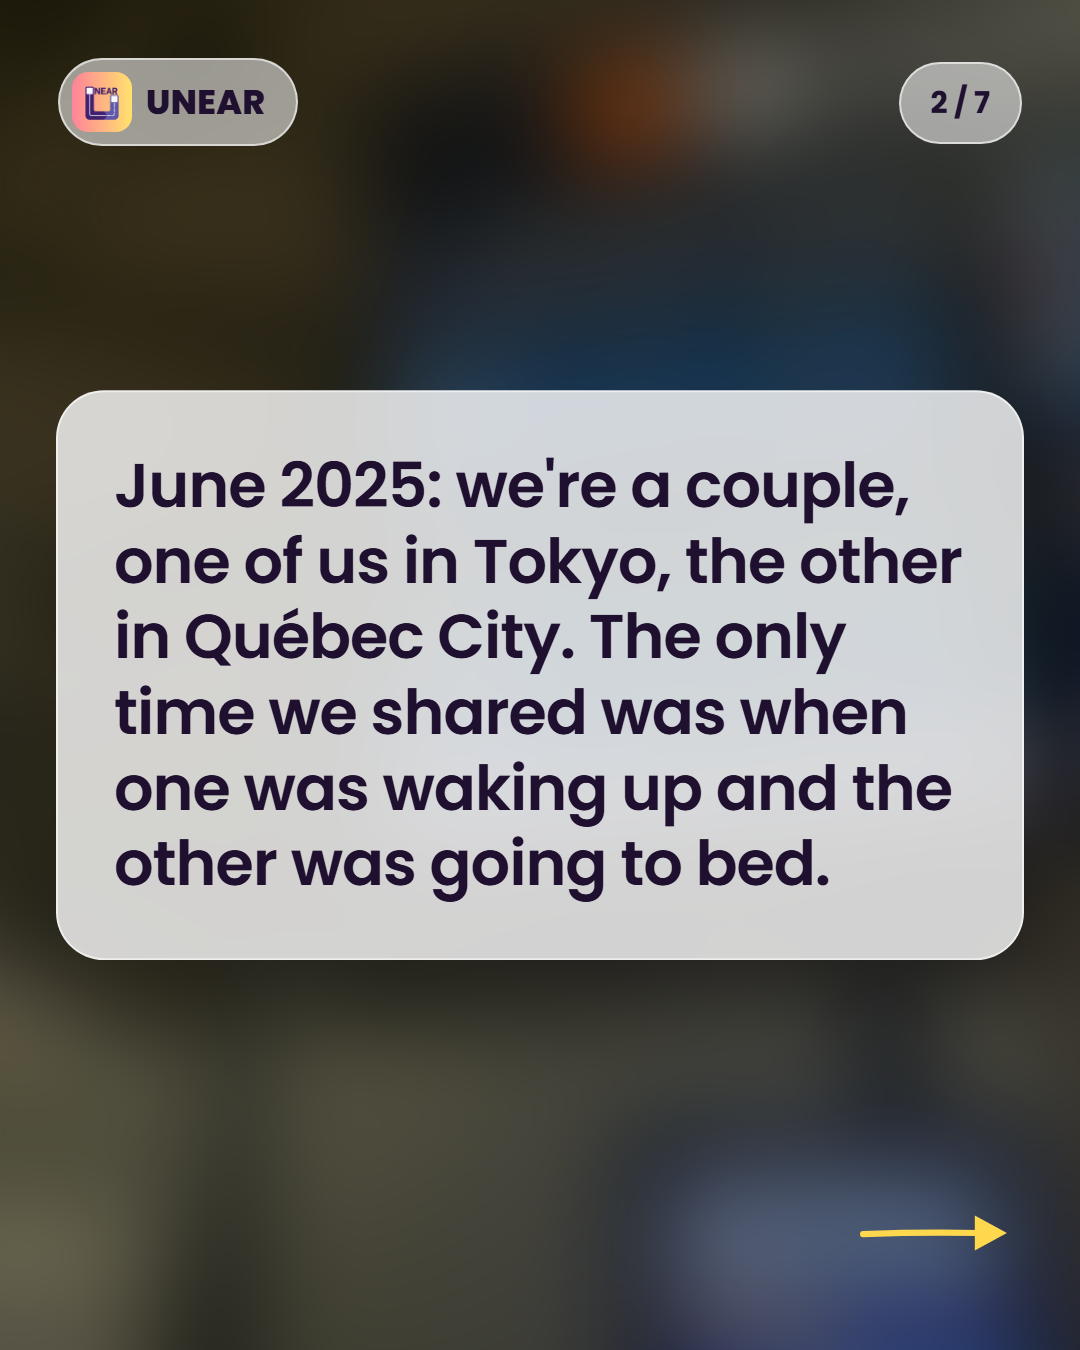 UNEAR
UNEAR
2 / 7
June 2025: we're a couple,
one of us in Tokyo, the other
in Québec City. The only
time we shared was when
one was waking up and the
other was going to bed.